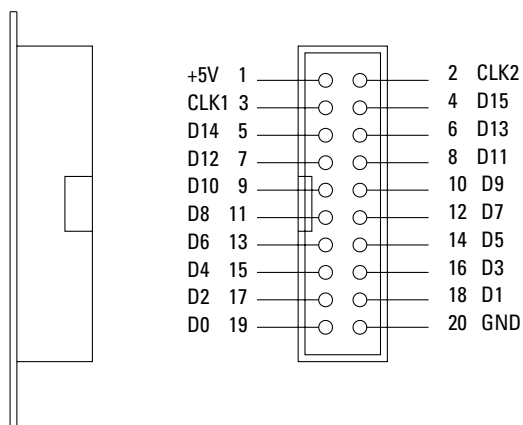 +5V 1 2 CLK2
CLK1 3 4 D15
D14 5 6 D13
D12 7 8 D11
D10 9 10 D9
D8 11 12 D7
D6 13 14 D5
D4 15 16 D3
D2 17 18 D1
D0 19 20 GND